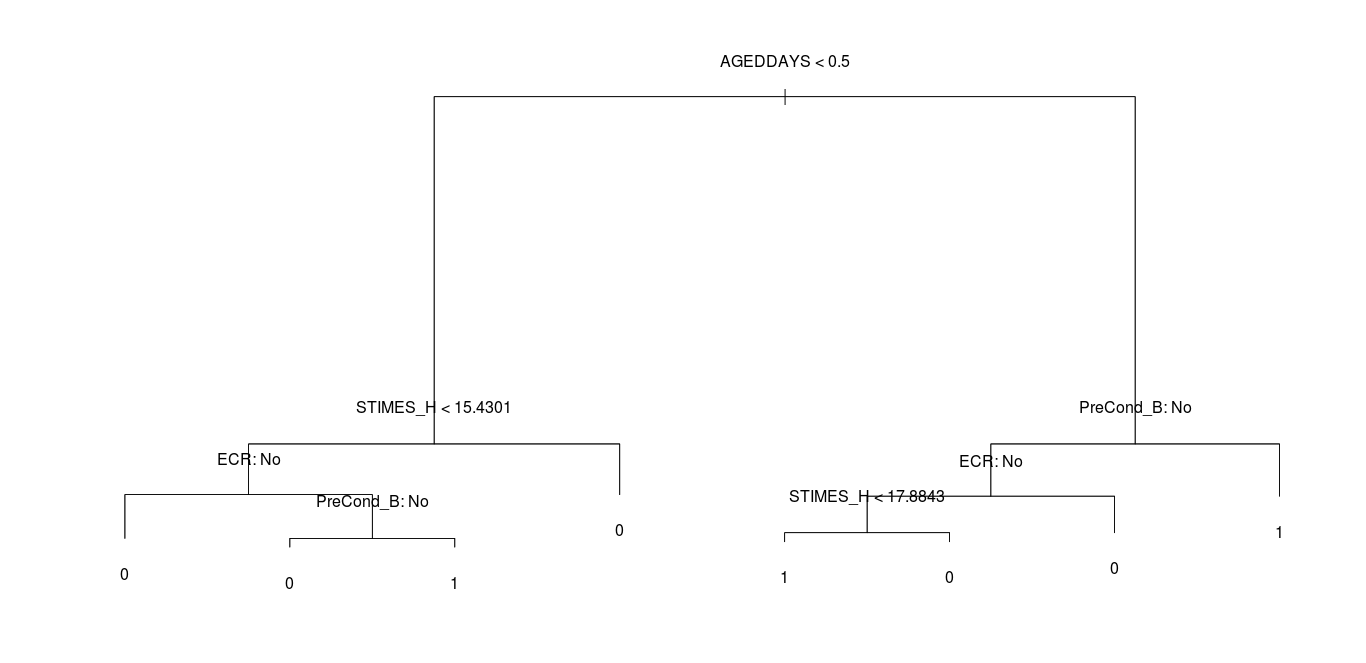 AGEDDAYS < 0.5
STIMES_H < 15.4301
PreCond_B: No
ECR: No
ECR: No
PreCond_B: No
STIMES_H < 17.8843
0
0
1
0
1
0
0
1